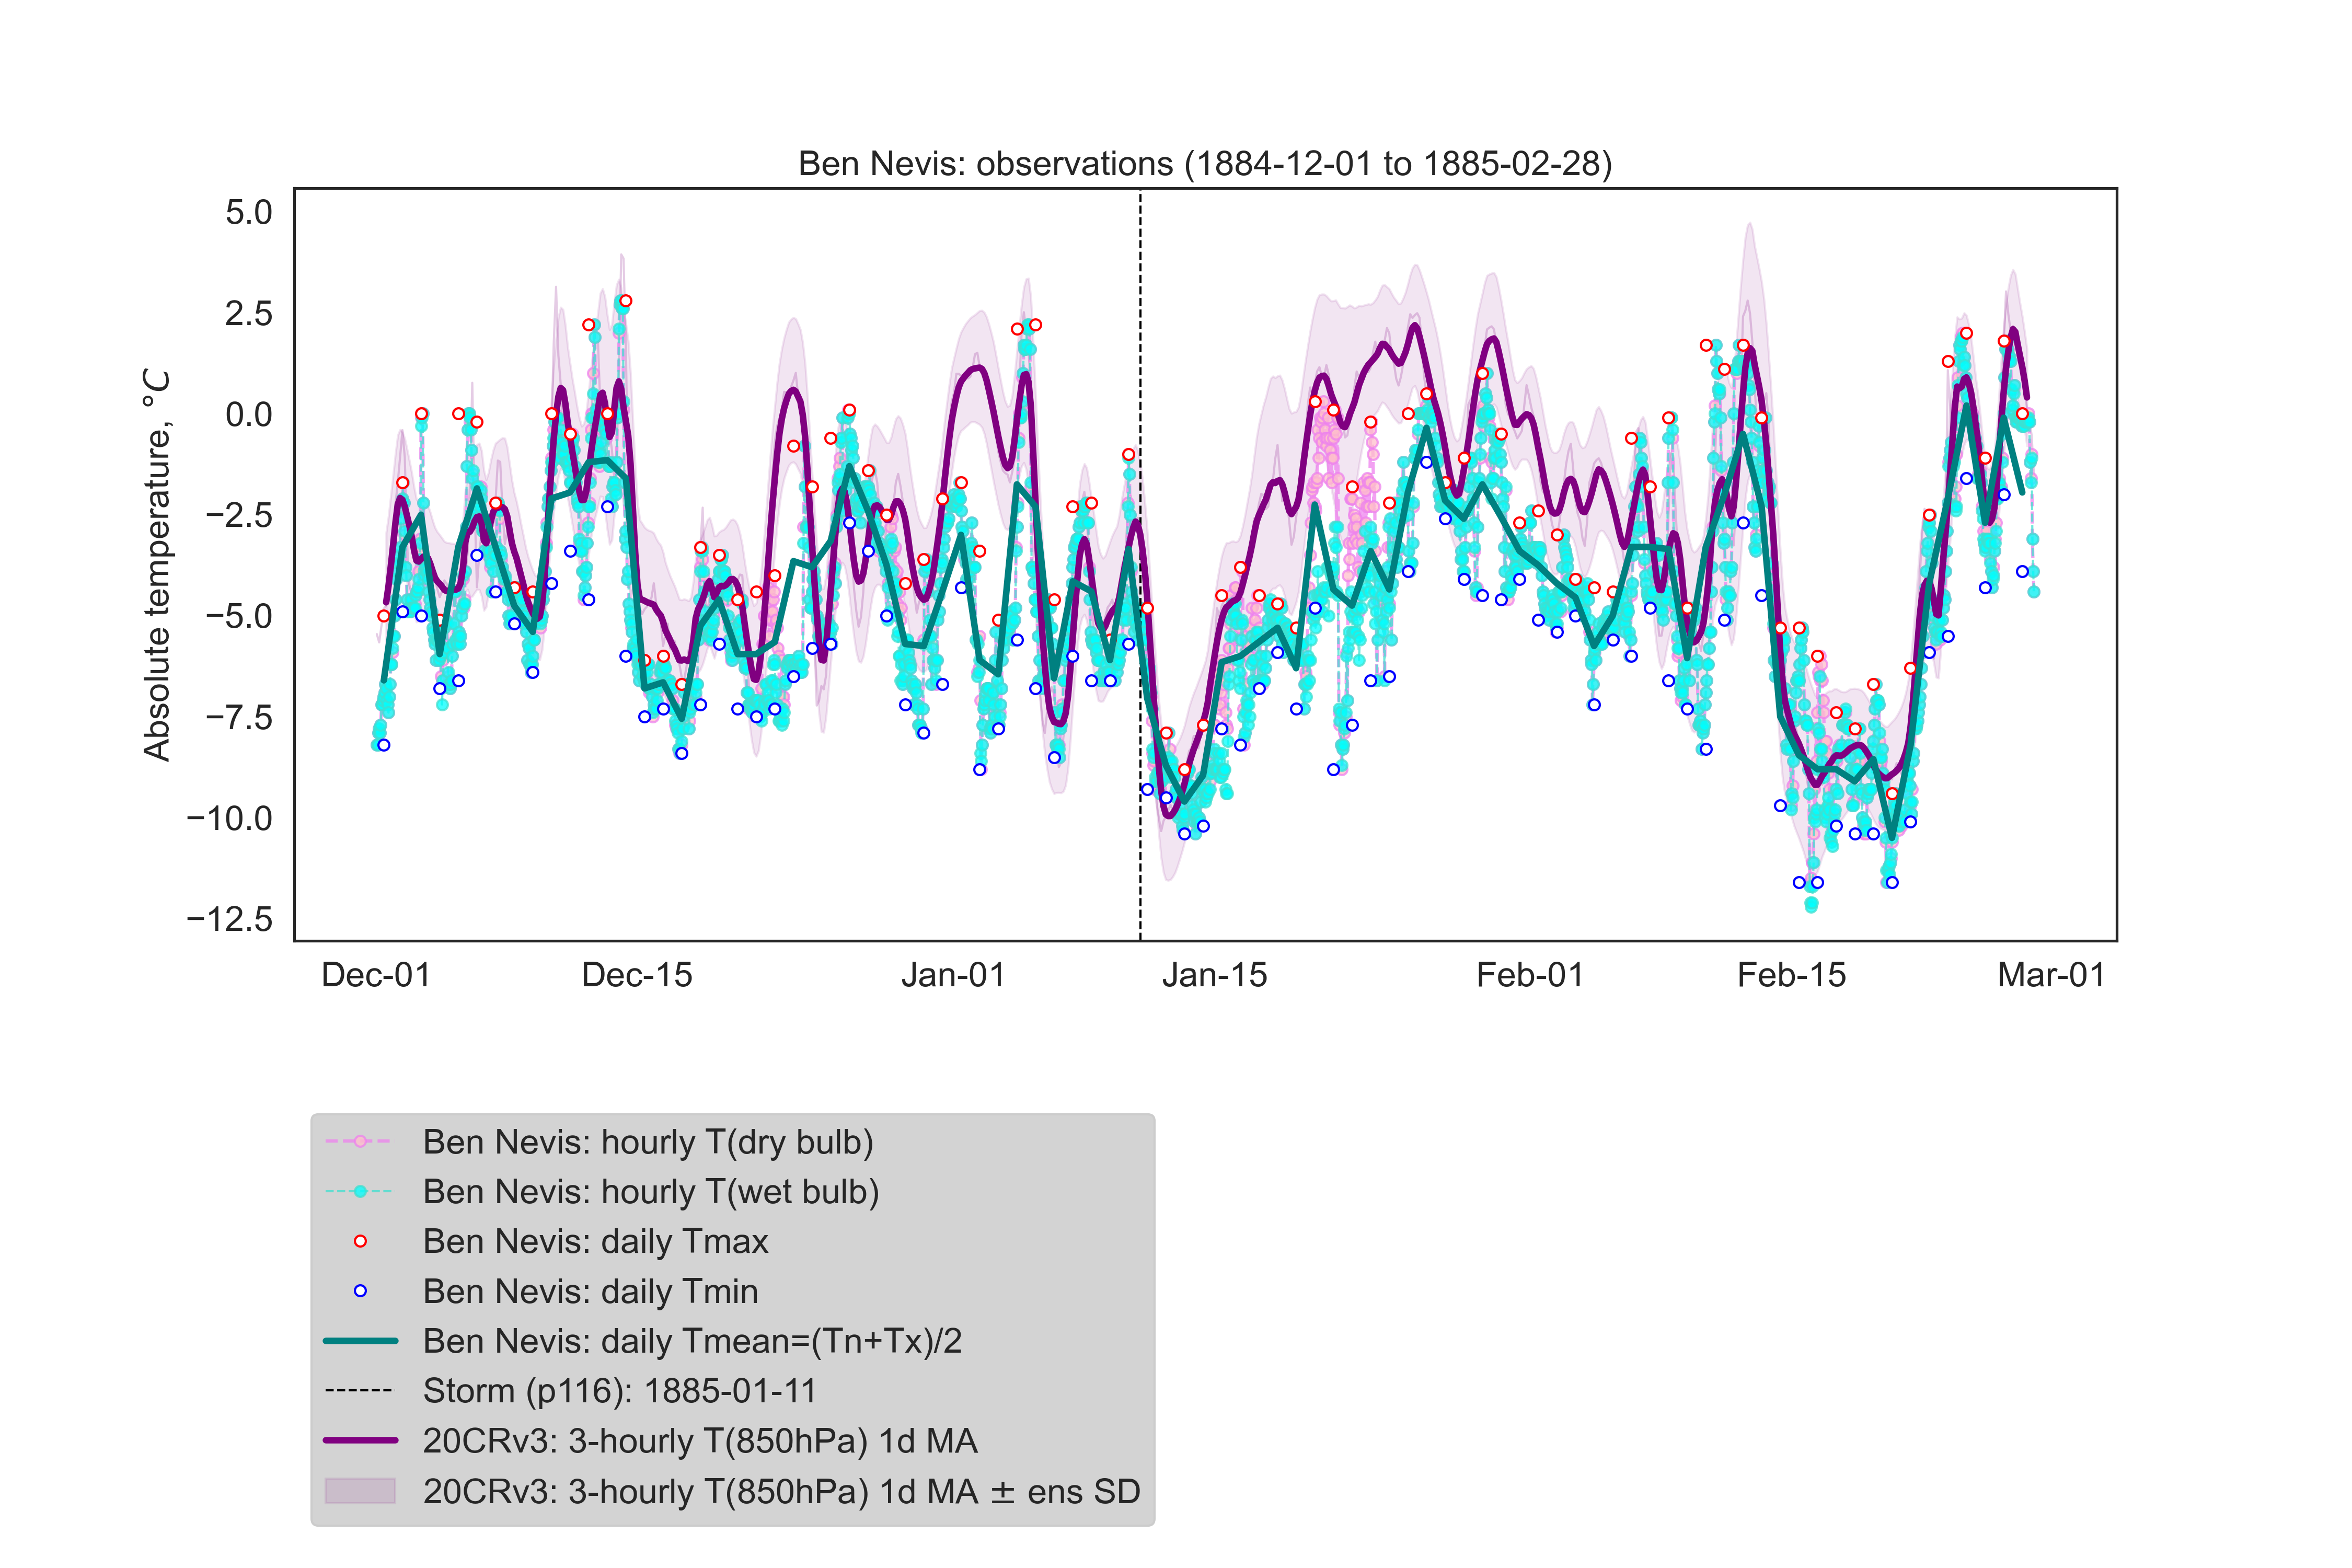 Ben Nevis: observations (1884-12-01 to 1885-02-28)
Absolute temperature, °C
5.0
2.5
0.0
−2.5
−5.0
−7.5
−10.0
−12.5
Dec-01 Dec-15 Jan-01 Jan-15 Feb-01 Feb-15 Mar-01
Ben Nevis: hourly T(dry bulb)
Ben Nevis: hourly T(wet bulb)
Ben Nevis: daily Tmax
Ben Nevis: daily Tmin
Ben Nevis: daily Tmean=(Tn+Tx)/2
Storm (p116): 1885-01-11
20CRv3: 3-hourly T(850hPa) 1d MA
20CRv3: 3-hourly T(850hPa) 1d MA ± ens SD